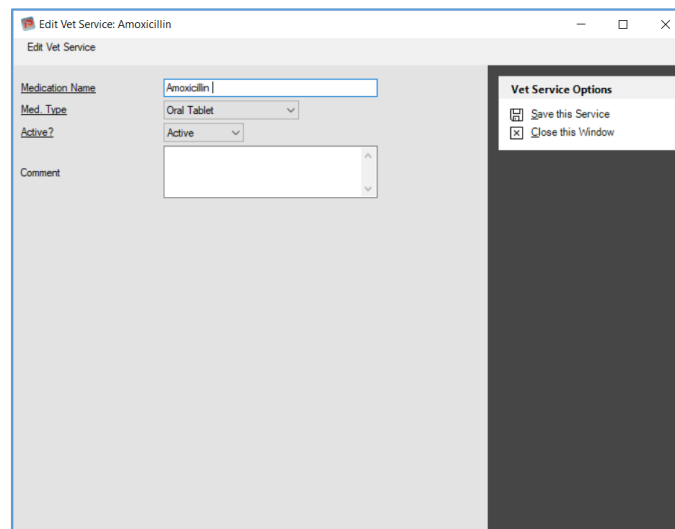 Edit Vet Service: Amoxicillin
Edit Vet Service
Medication Name
Amoxicillin
Med. Type
Oral Tablet
Active?
Active
Comment
Vet Service Options
Save this Service
Close this Window